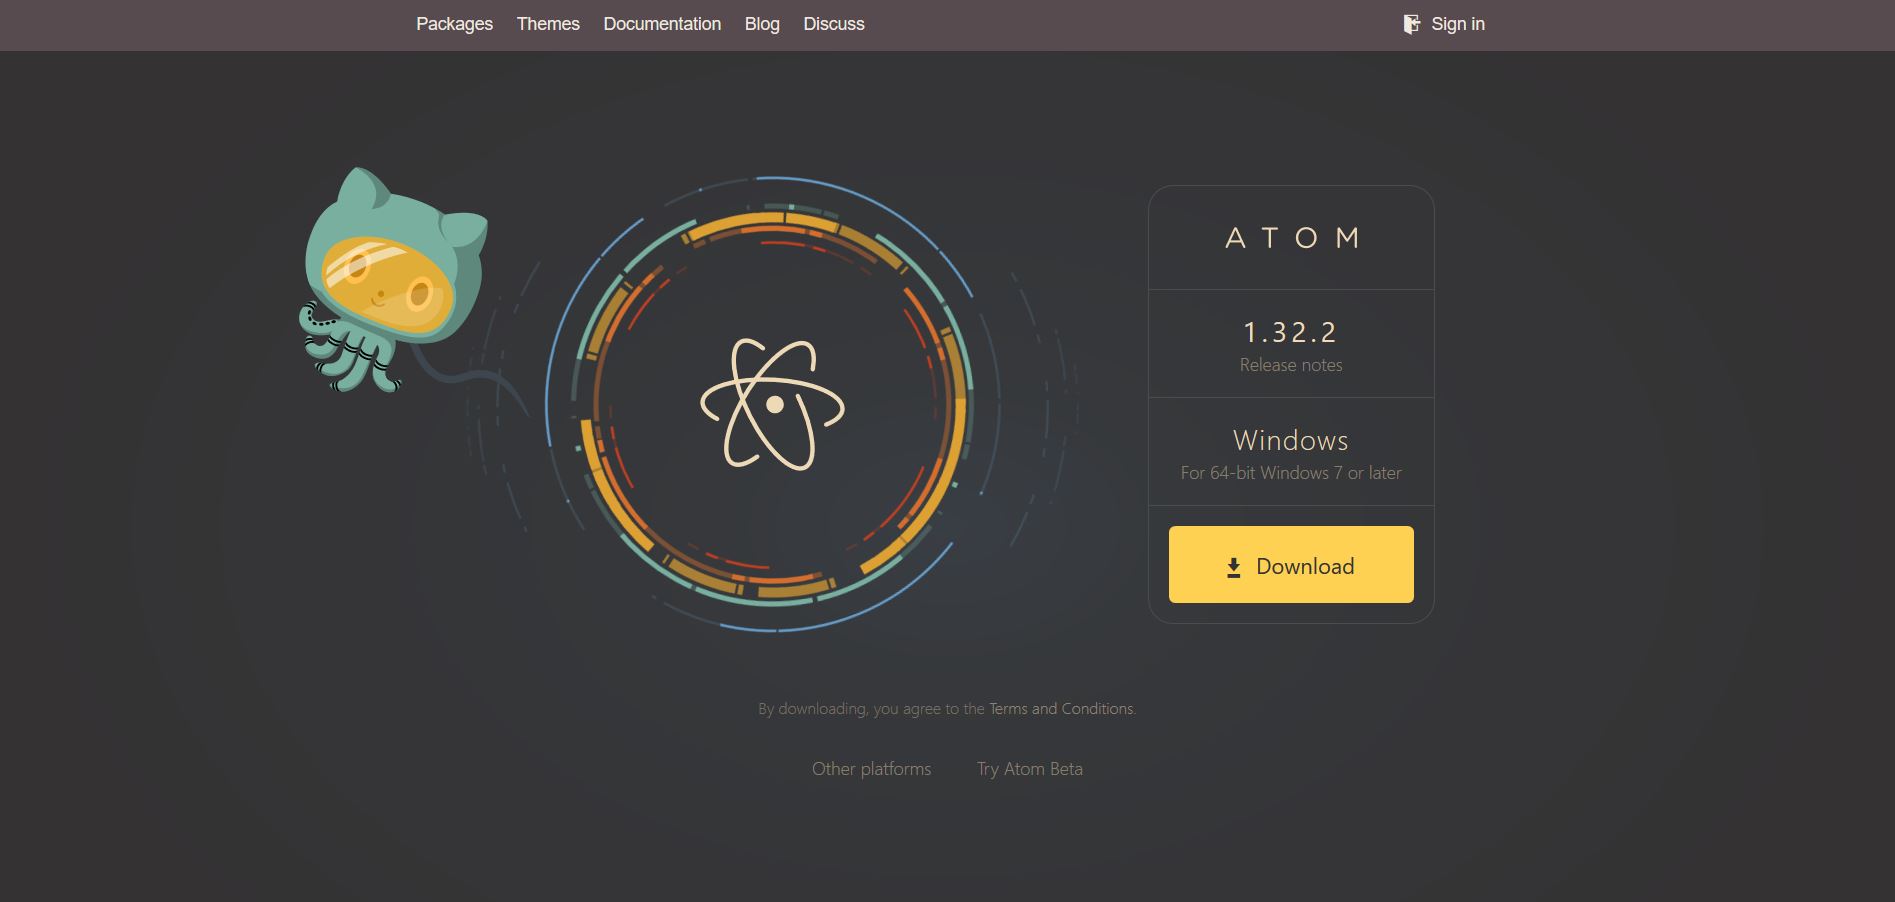 Packages Themes Documentation Blog Discuss Sign in
ATOM
1.32.2
Release notes
Windows
For 64-bit Windows 7 or later
Download
By downloading, you agree to the Terms and Conditions.
Other platforms Try Atom Beta